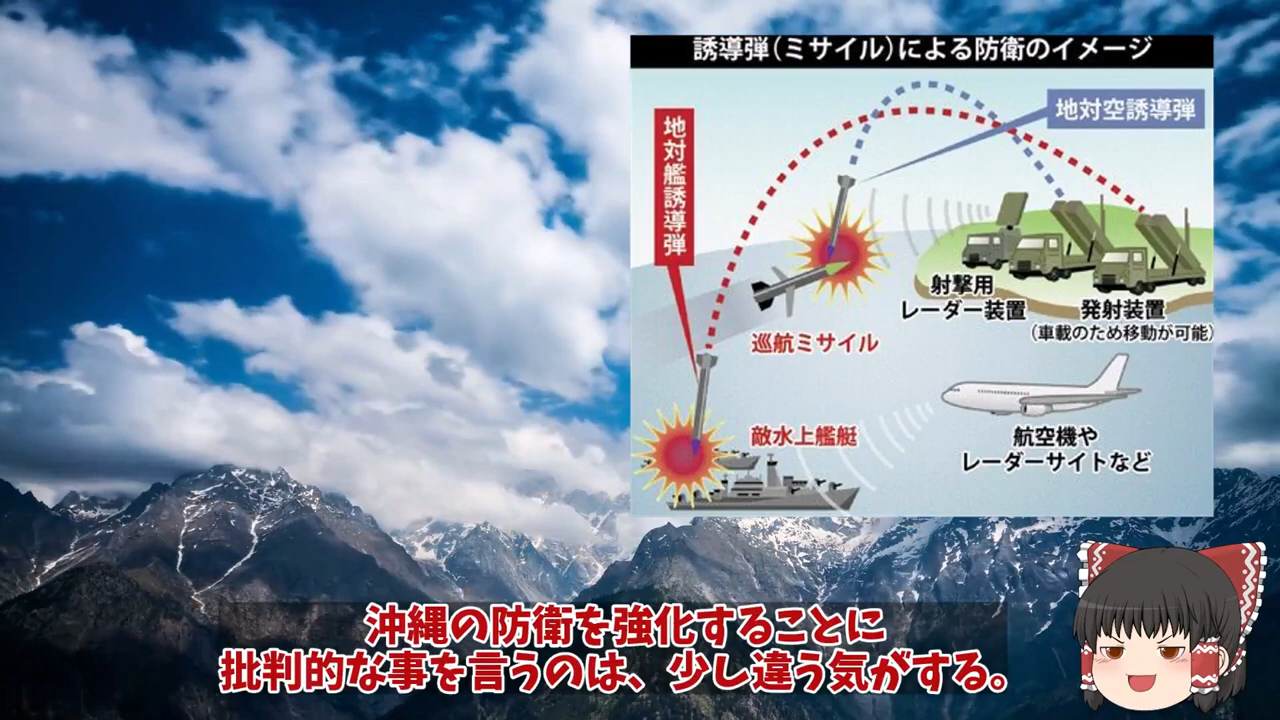 誘導弾(ミサイル)による防衛のイメージ
地対艦誘導弾
地対空誘導弾
射撃用
レーダー装置
発射装置
(車載のため移動が可能)
巡航ミサイル
敵水上艦艇
航空機や
レーダーサイトなど
沖縄の防衛を強化することに
批判的な事を言うのは、少し違う気がする。